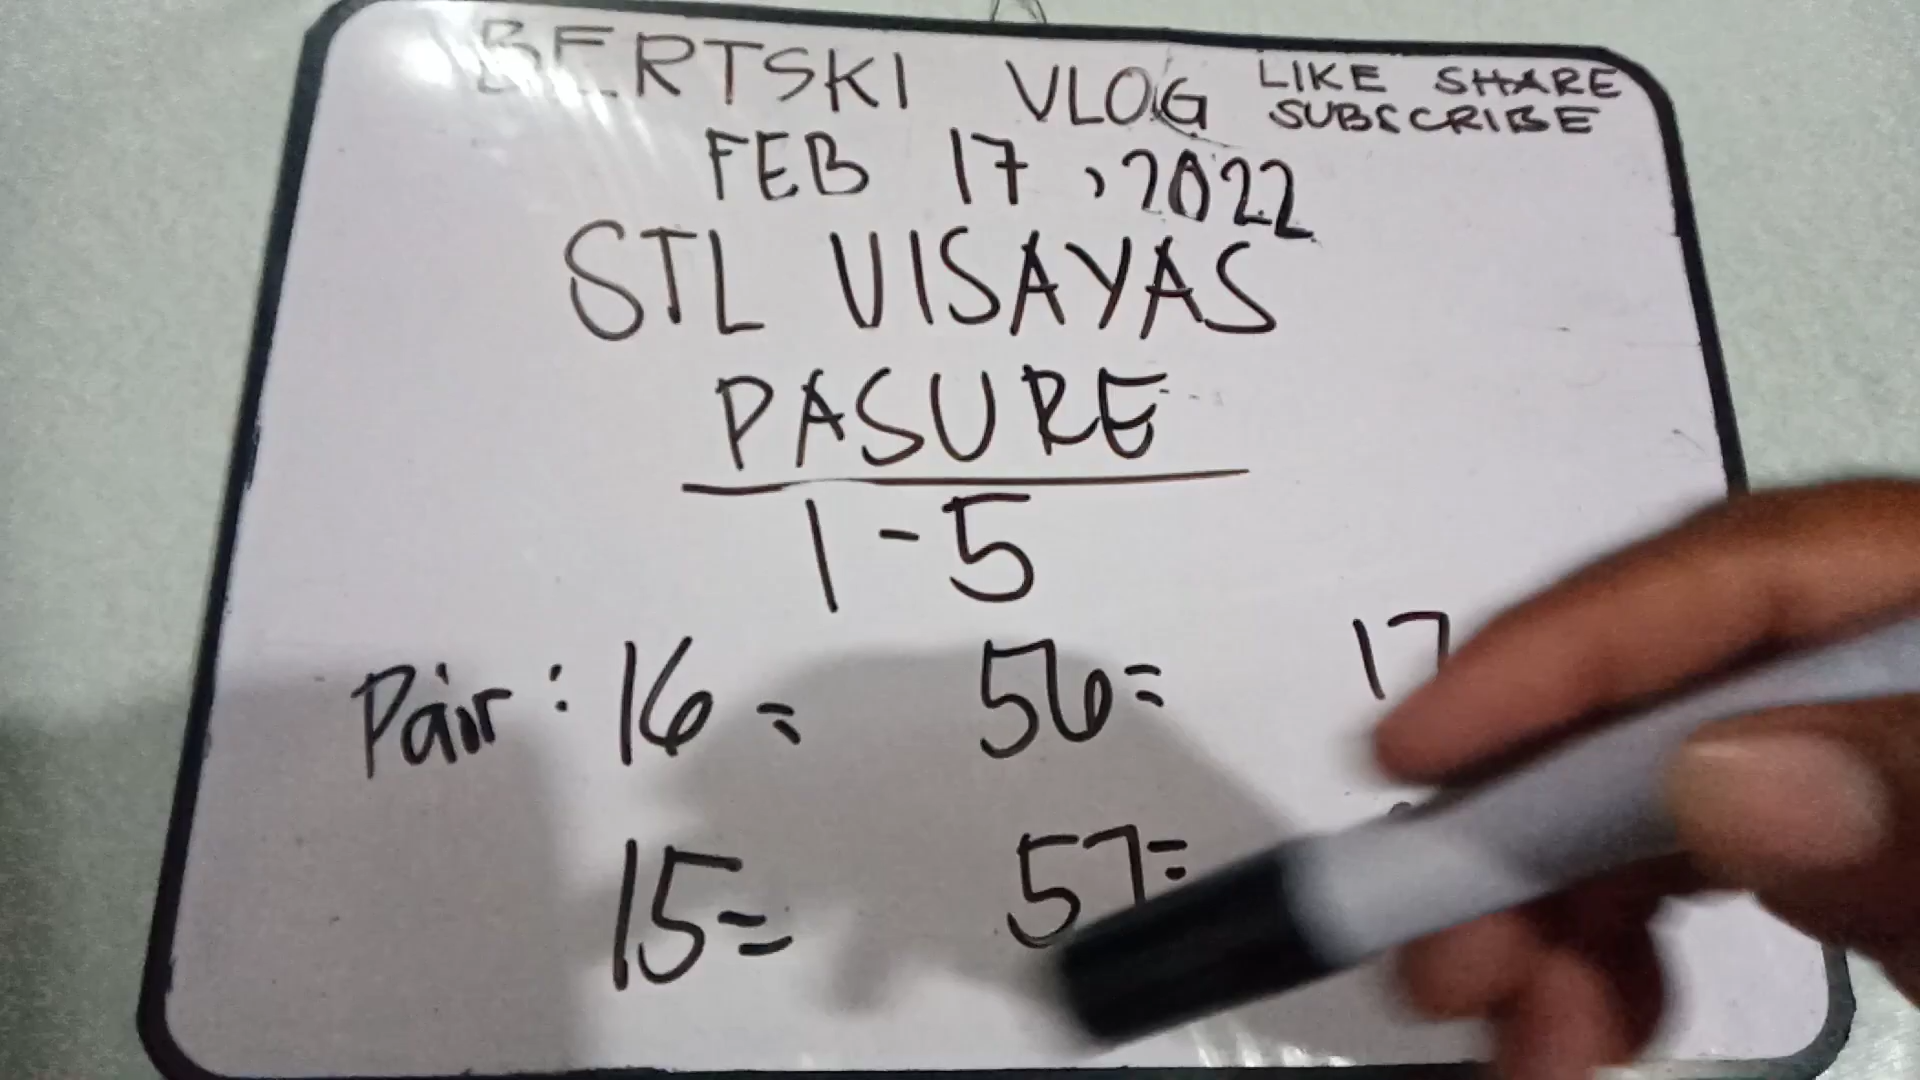 BERTSKI VLOG LIKE SHARE
SUBSCRIBE
FEB 17, 2022
STL VISAYAS
PASURE
1-5
Pair: 16= 56= 17
15= 57=